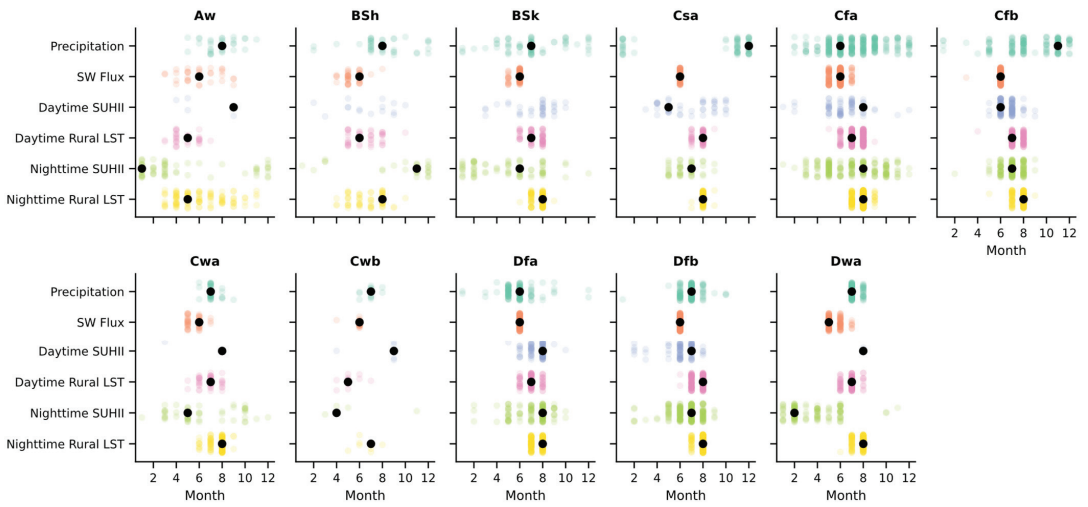 Aw BSh BSk Csa Cfa Cfb
Precipitation
SW Flux
Daytime SUHII
Daytime Rural LST
Nighttime SUHII
Nighttime Rural LST
2 4 6 8 10 12
Month
Cwa Cwb Dfa Dfb Dwa
Precipitation
SW Flux
Daytime SUHII
Daytime Rural LST
Nighttime SUHII
Nighttime Rural LST
2 4 6 8 10 12 2 4 6 8 10 12 2 4 6 8 10 12 2 4 6 8 10 12 2 4 6 8 10 12
Month Month Month Month Month